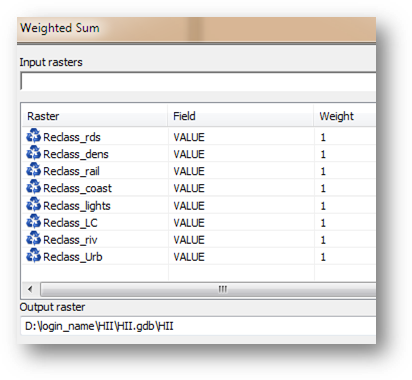 Weighted Sum
Input rasters
Raster Field Weight
Reclass_rds VALUE 1
Reclass_dens VALUE 1
Reclass_rail VALUE 1
Reclass_coast VALUE 1
Reclass_lights VALUE 1
Reclass_LC VALUE 1
Reclass_riv VALUE 1
Reclass_Urb VALUE 1
Output raster
D:\login_name\HII\HII.gdb\HII